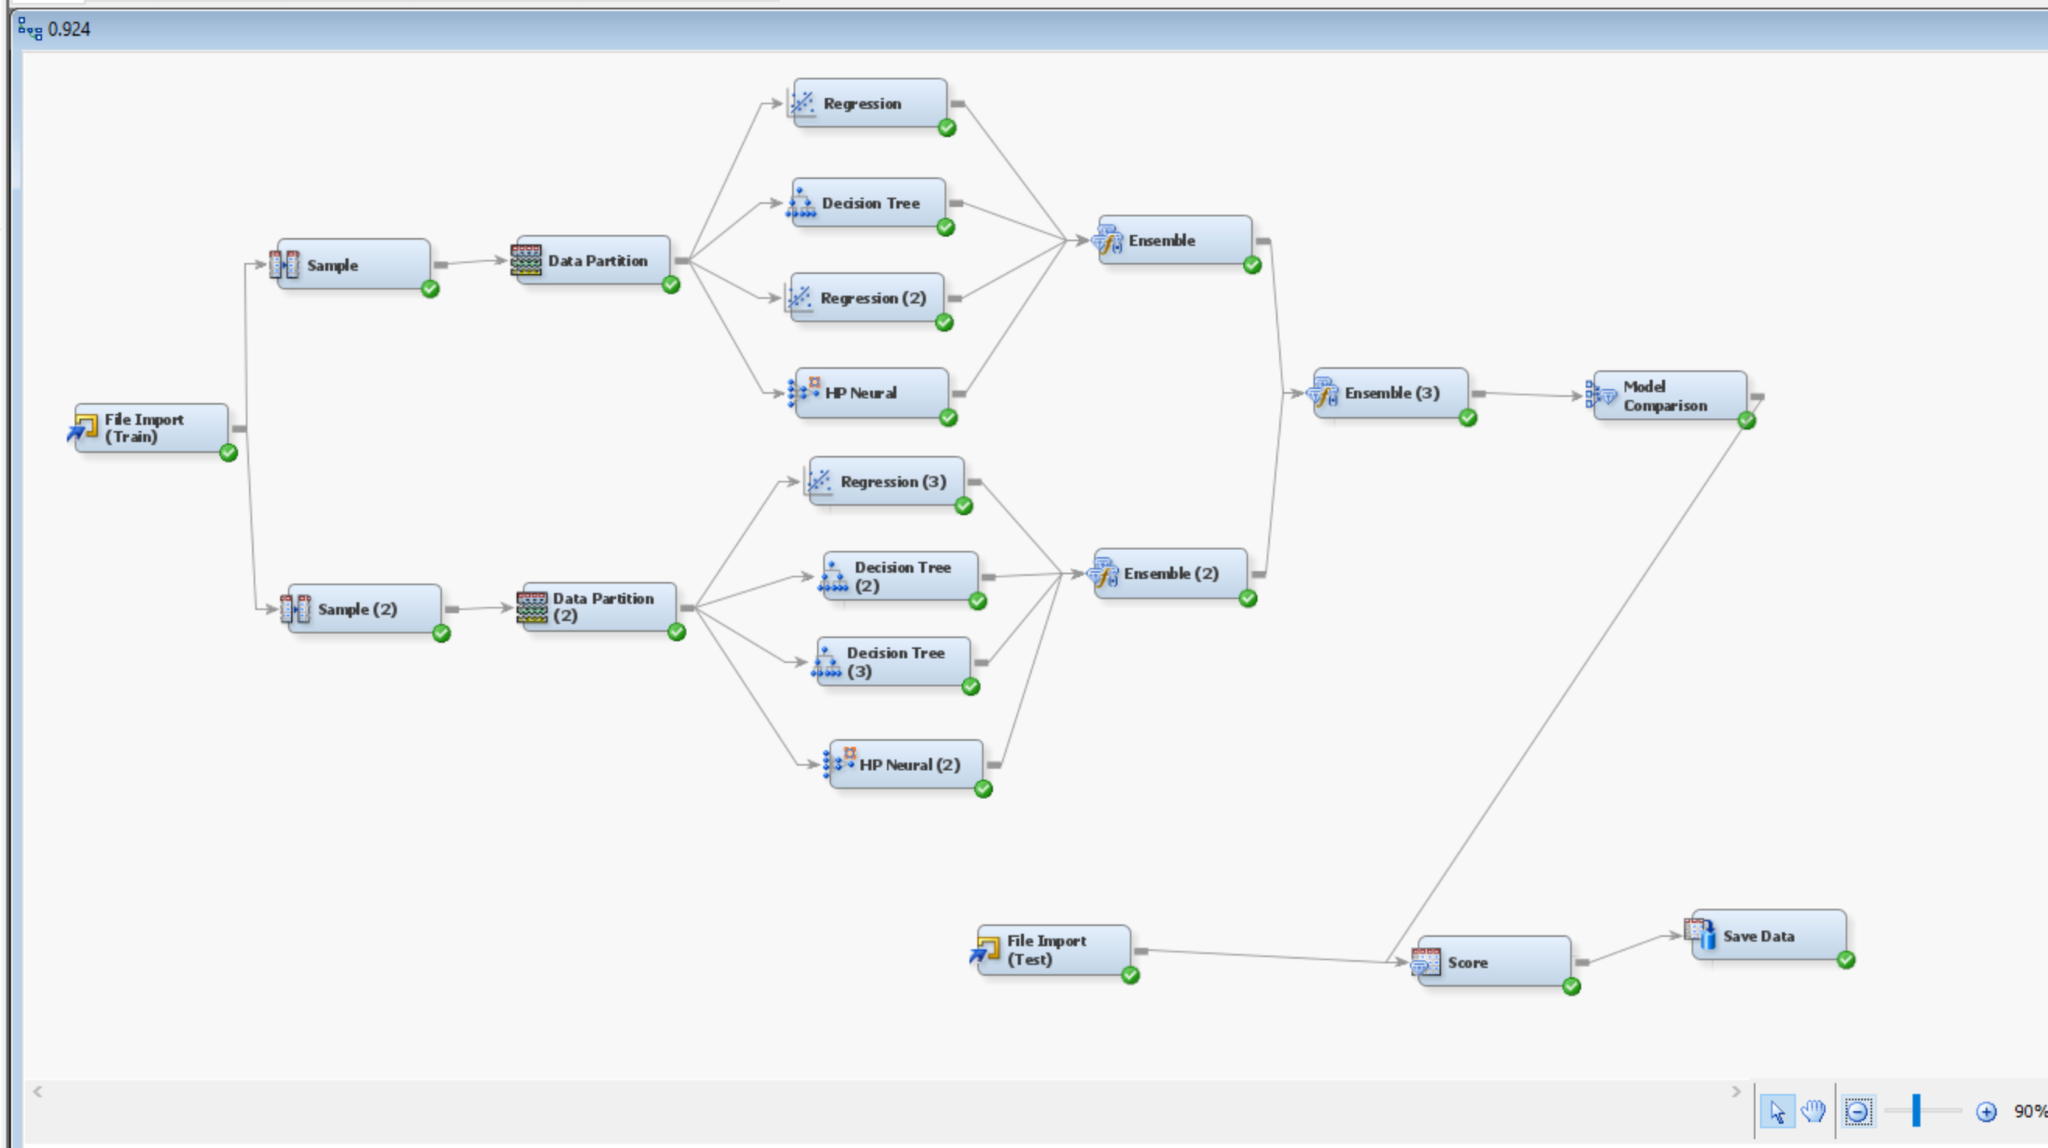 0.924
Regression
Decision Tree
Regression (2)
HP Neural
Sample
Data Partition
Ensemble
File Import
(Train)
Ensemble (3)
Model
Comparison
Regression (3)
Decision Tree
(2)
Decision Tree
(3)
HP Neural (2)
Sample (2)
Data Partition
(2)
Ensemble (2)
File Import
(Test)
Score
Save Data
90%